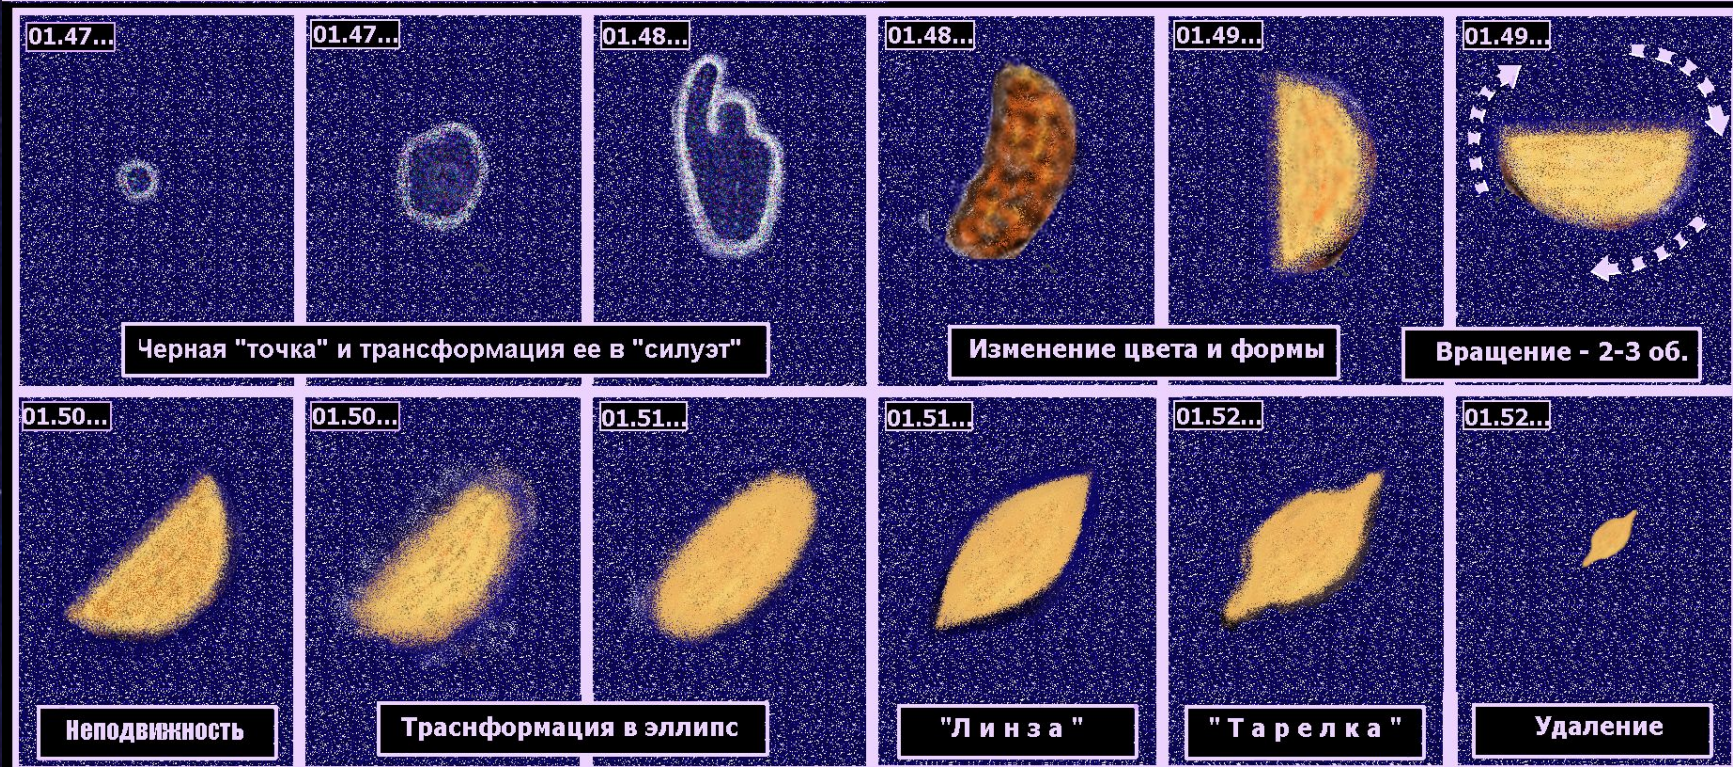 01.47...
01.47...
01.48...
01.48...
01.49...
01.49...
Черная "точка" и трансформация ее в "силуэт"
Изменение цвета и формы
Вращение - 2-3 об.
01.50...
01.50...
01.51...
01.51...
01.52...
01.52...
Неподвижность
Траснформация в эллипс
"Л и н з а "
" Т а р е л к а "
Удаление